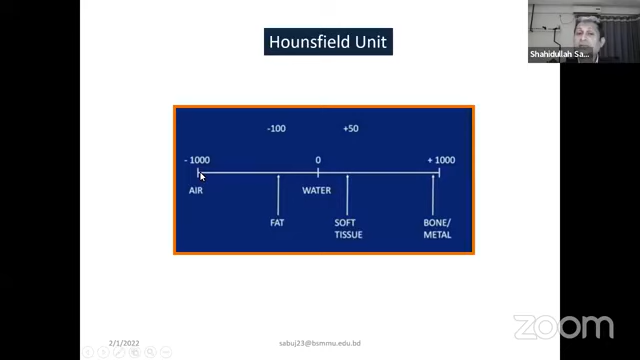 Hounsfield Unit
Shahidullah Sa...
-100 +50
- 1000 0 + 1000
AIR WATER
FAT SOFT TISSUE BONE/ METAL
zoom
2/1/2022 sabuj23@bsmmu.edu.bd